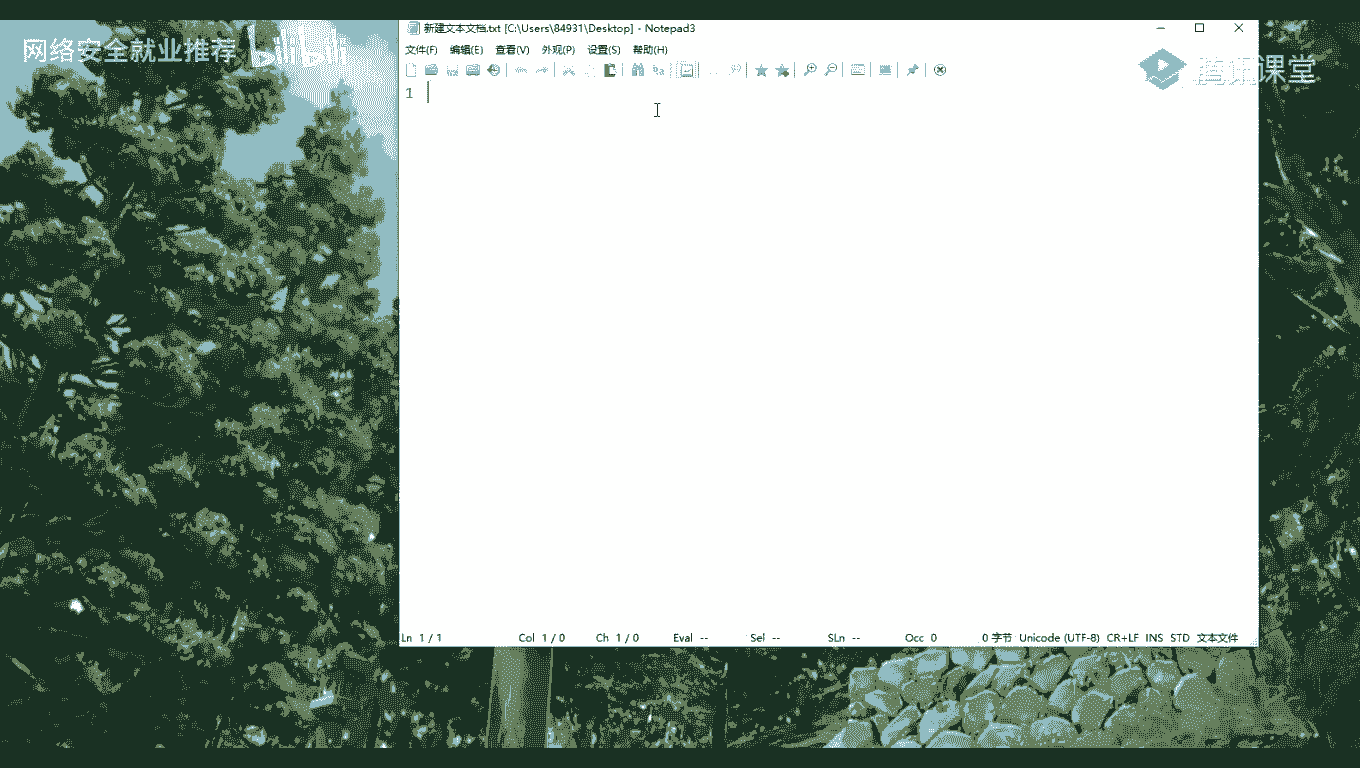 新建文本文档.txt [C:\Users\84931\Desktop] - Notepad3
网络安全就业推荐 bilibili
文件(F) 编辑(E) 查看(V) 外观(P) 设置(S) 帮助(H)
腾讯课堂
1
Ln 1 / 1 Col 1 / 0 Ch 1 / 0 Eval -- Sel -- SLn -- Occ 0 0 字节 Unicode (UTF-8) CR+LF INS STD 文本文件